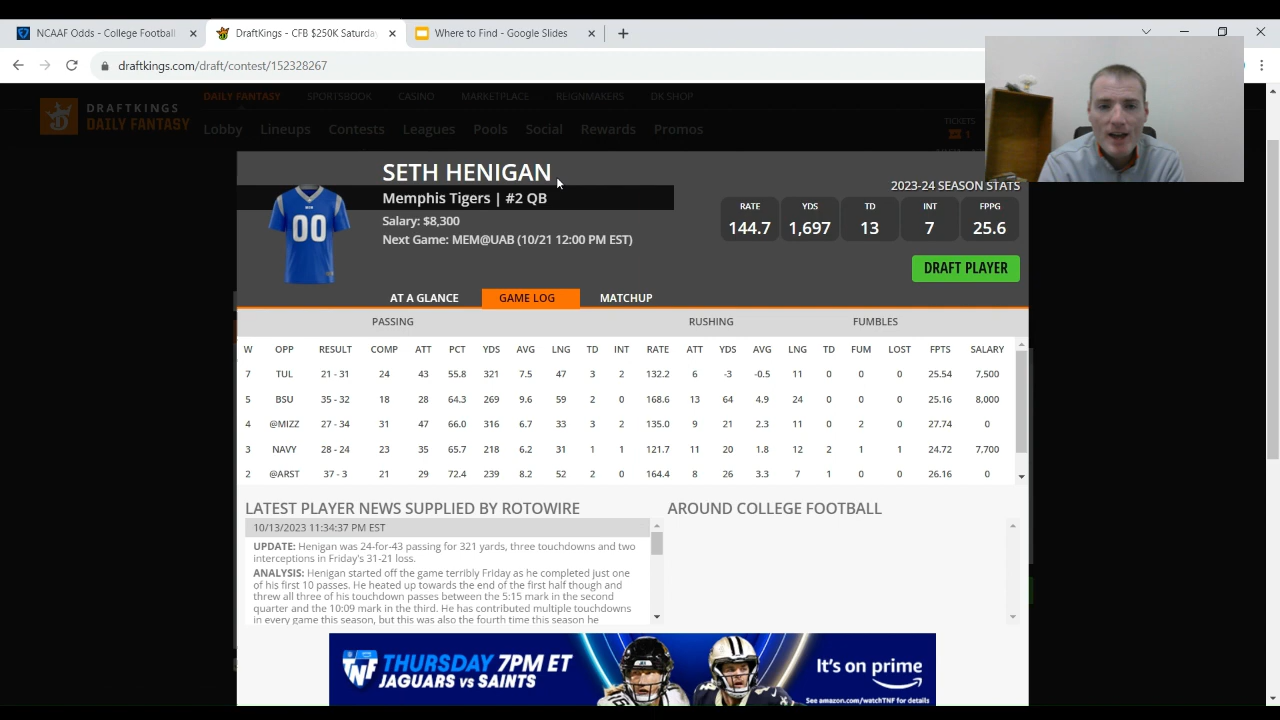 NCAAF Odds - College Football
DraftKings - CFB $250K Saturda
Where to Find - Google Slides
draftkings.com/draft/contest/152328267
DRAFTKINGS
DAILY FANTASY
DAILY FANTASY SPORTSBOOK CASINO MARKETPLACE REIGNMAKERS DK SHOP
Lobby Lineups Contests Leagues Pools Social Rewards Promos
TICKETS
1
SETH HENIGAN
Memphis Tigers | #2 QB
Salary: $8,300
Next Game: MEM@UAB (10/21 12:00 PM EST)
00
2023-24 SEASON STATS
RATE YDS TD INT FPPG
144.7 1,697 13 7 25.6
DRAFT PLAYER
AT A GLANCE GAME LOG MATCHUP
PASSING RUSHING FUMBLES
W OPP RESULT COMP ATT PCT YDS AVG LNG TD INT RATE ATT YDS AVG LNG TD FUM LOST FPTS SALARY
7 TUL 21 - 31 24 43 55.8 321 7.5 47 3 2 132.2 6 -3 -0.5 11 0 0 0 25.54 7,500
5 BSU 35 - 32 18 28 64.3 269 9.6 59 2 0 168.6 13 64 4.9 24 0 0 0 25.16 8,000
4 @MIZZ 27 - 34 31 47 66.0 316 6.7 33 3 2 135.0 9 21 2.3 11 0 2 0 27.74 0
3 NAVY 28 - 24 23 35 65.7 218 6.2 31 1 1 121.7 11 20 1.8 12 2 1 1 24.72 7,700
2 @ARST 37 - 3 21 29 72.4 239 8.2 52 2 0 164.4 8 26 3.3 7 1 0 0 26.16 0
LATEST PLAYER NEWS SUPPLIED BY ROTOWIRE
AROUND COLLEGE FOOTBALL
10/13/2023 11:34:37 PM EST
UPDATE: Henigan was 24-for-43 passing for 321 yards, three touchdowns and two
interceptions in Friday's 31-21 loss.
ANALYSIS: Henigan started off the game terribly Friday as he completed just one
of his first 10 passes. He heated up towards the end of the first half though and
threw all three of his touchdown passes between the 5:15 mark in the second
quarter and the 10:09 mark in the third. He has contributed multiple touchdowns
in every game this season, but this was also the fourth time this season he
TNF
THURSDAY 7PM ET
JAGUARS vs SAINTS
It's on prime
See amazon.com/watchTNF for details